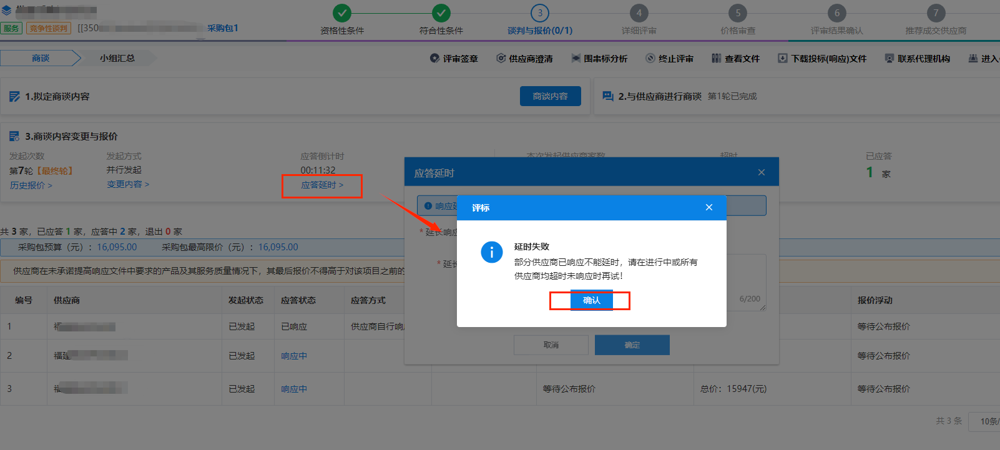 3
4
5
6
7
资格性条件
符合性条件
谈判与报价(0/1)
详细评审
价格审查
评审结果确认
推荐成交供应商
服务
竞争性谈判
[[350
采购包1
商谈
小组汇总
评审签章
供应商澄清
围串标分析
终止评审
查看文件
下载投标(响应)文件
联系代理机构
进入
1.拟定商谈内容
商谈内容
2.与供应商进行商谈 第1轮已完成
3.商谈内容变更与报价
发起次数
发起方式
应答倒计时
本次发起供应商家数
超时
已应答
第7轮【最终轮】
并行发起
00:11:32
1 家
历史报价 >
变更内容 >
应答延时 >
应答延时
响应延
*延长响应
*延长
6/200
取消
确定
评标
延时失败
部分供应商已响应不能延时，请在进行中或所有
供应商均超时未响应时再试!
确认
共 3 家，已应答 1 家，应答中 2 家，退出 0 家
采购包预算（元）：16,095.00
采购包最高限价（元）：16,095.00
供应商在未承诺提高响应文件中要求的产品及其服务质量情况下，其最后报价不得高于对该项目之前的
编号
供应商
发起状态
应答状态
应答方式
报价浮动
1
已发起
已响应
供应商自行响应
等待公布报价
2
福建
已发起
响应中
等待公布报价
3
已发起
响应中
等待公布报价
总价：15947(元)
等待公布报价
共 3 条
10条/